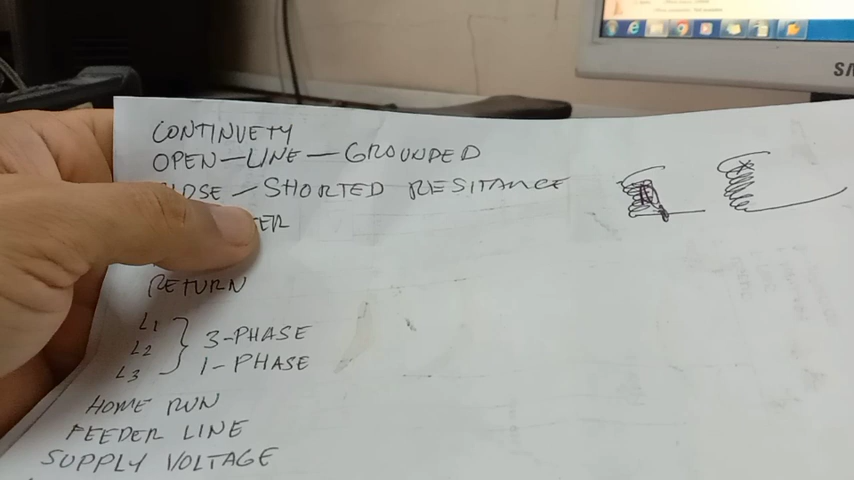 CONTINUETY
OPEN-LINE-GROUNDED
- SHORTED RESITANCE
RETURN
L1
L2
L3
3-PHASE
1-PHASE
HOME RUN
FEEDER LINE
SUPPLY VOLTAGE